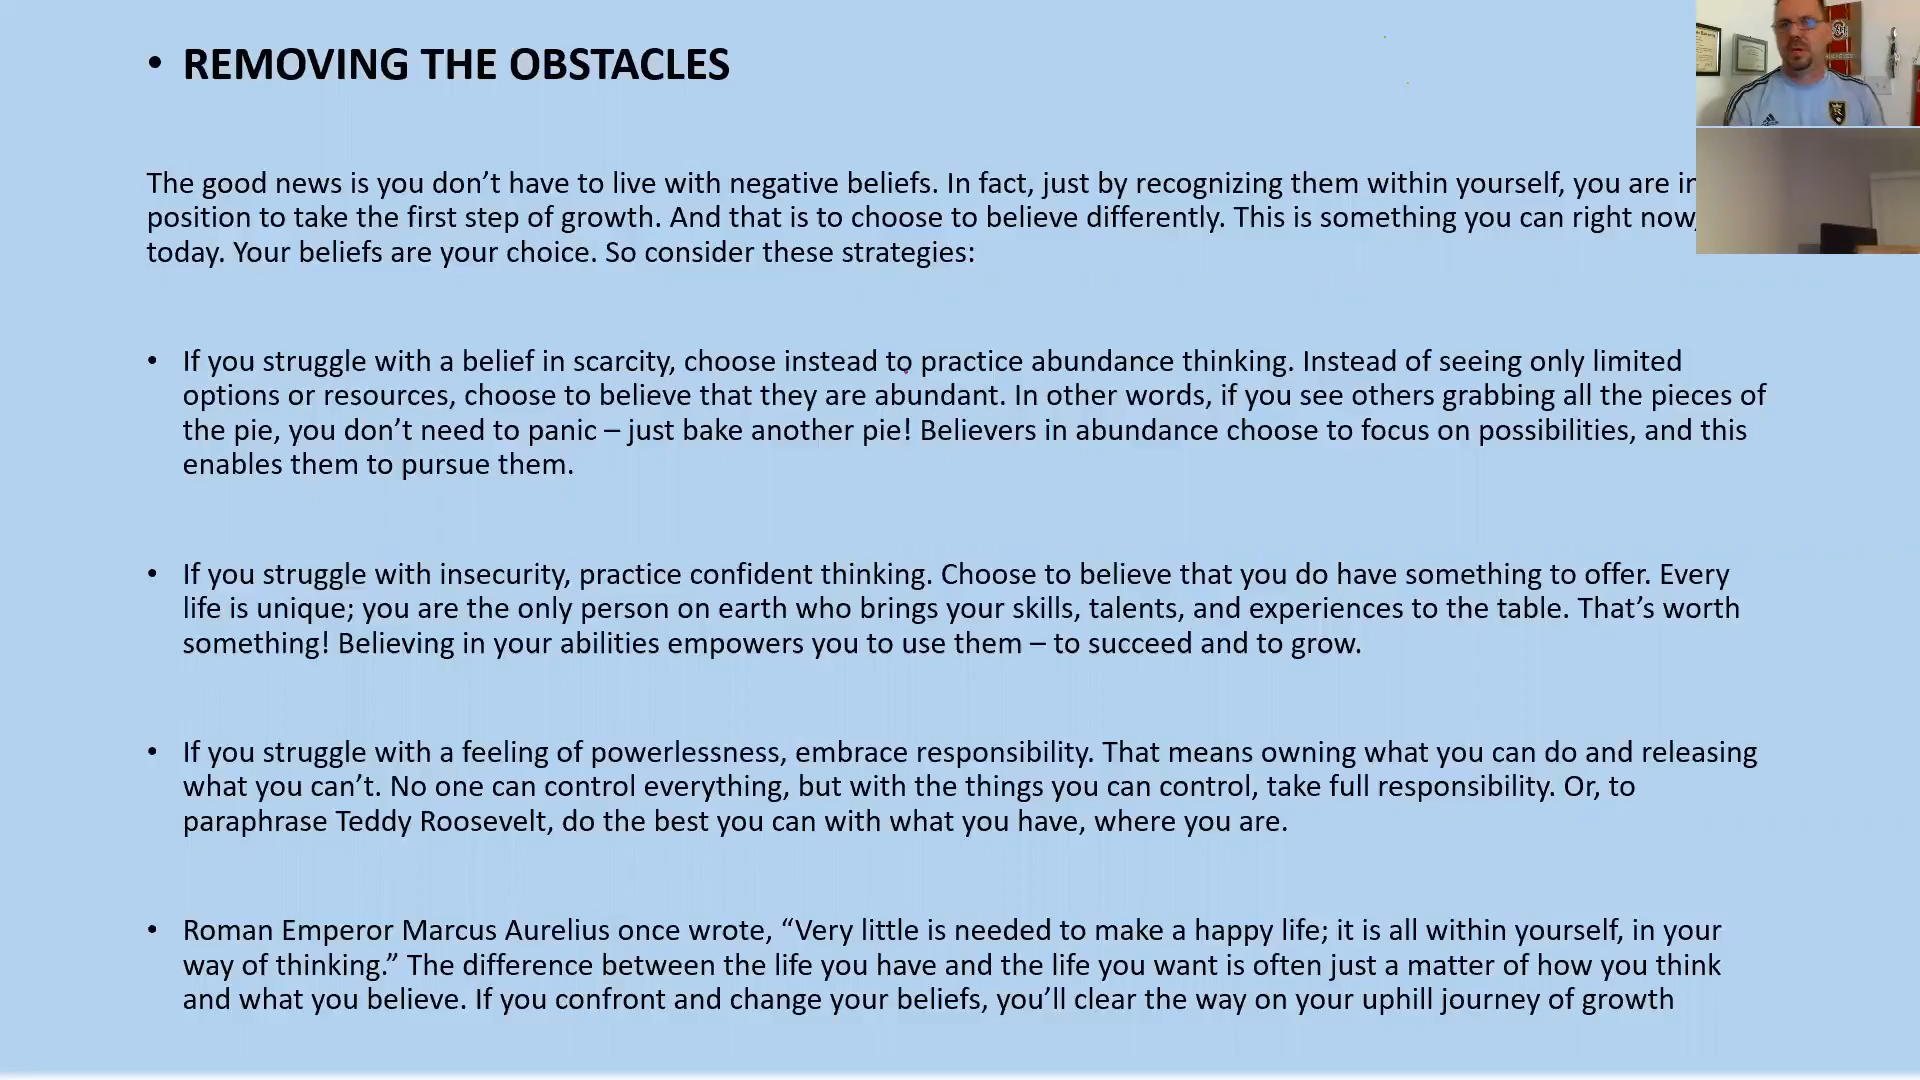 • REMOVING THE OBSTACLES
The good news is you don’t have to live with negative beliefs. In fact, just by recognizing them within yourself, you are in
position to take the first step of growth. And that is to choose to believe differently. This is something you can right now,
today. Your beliefs are your choice. So consider these strategies:
• If you struggle with a belief in scarcity, choose instead to practice abundance thinking. Instead of seeing only limited
options or resources, choose to believe that they are abundant. In other words, if you see others grabbing all the pieces of
the pie, you don’t need to panic – just bake another pie! Believers in abundance choose to focus on possibilities, and this
enables them to pursue them.
• If you struggle with insecurity, practice confident thinking. Choose to believe that you do have something to offer. Every
life is unique; you are the only person on earth who brings your skills, talents, and experiences to the table. That’s worth
something! Believing in your abilities empowers you to use them – to succeed and to grow.
• If you struggle with a feeling of powerlessness, embrace responsibility. That means owning what you can do and releasing
what you can’t. No one can control everything, but with the things you can control, take full responsibility. Or, to
paraphrase Teddy Roosevelt, do the best you can with what you have, where you are.
• Roman Emperor Marcus Aurelius once wrote, “Very little is needed to make a happy life; it is all within yourself, in your
way of thinking.” The difference between the life you have and the life you want is often just a matter of how you think
and what you believe. If you confront and change your beliefs, you’ll clear the way on your uphill journey of growth